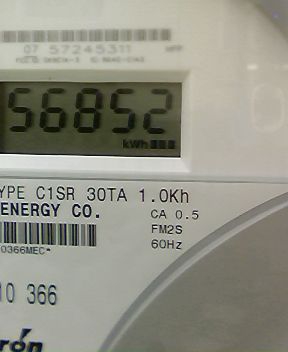 07 57245311
56852
kWh
TYPE C1SR 30TA 1.0Kh
ENERGY CO.
CA 0.5
FM2S
60Hz
0366MEC*
10 366
tron